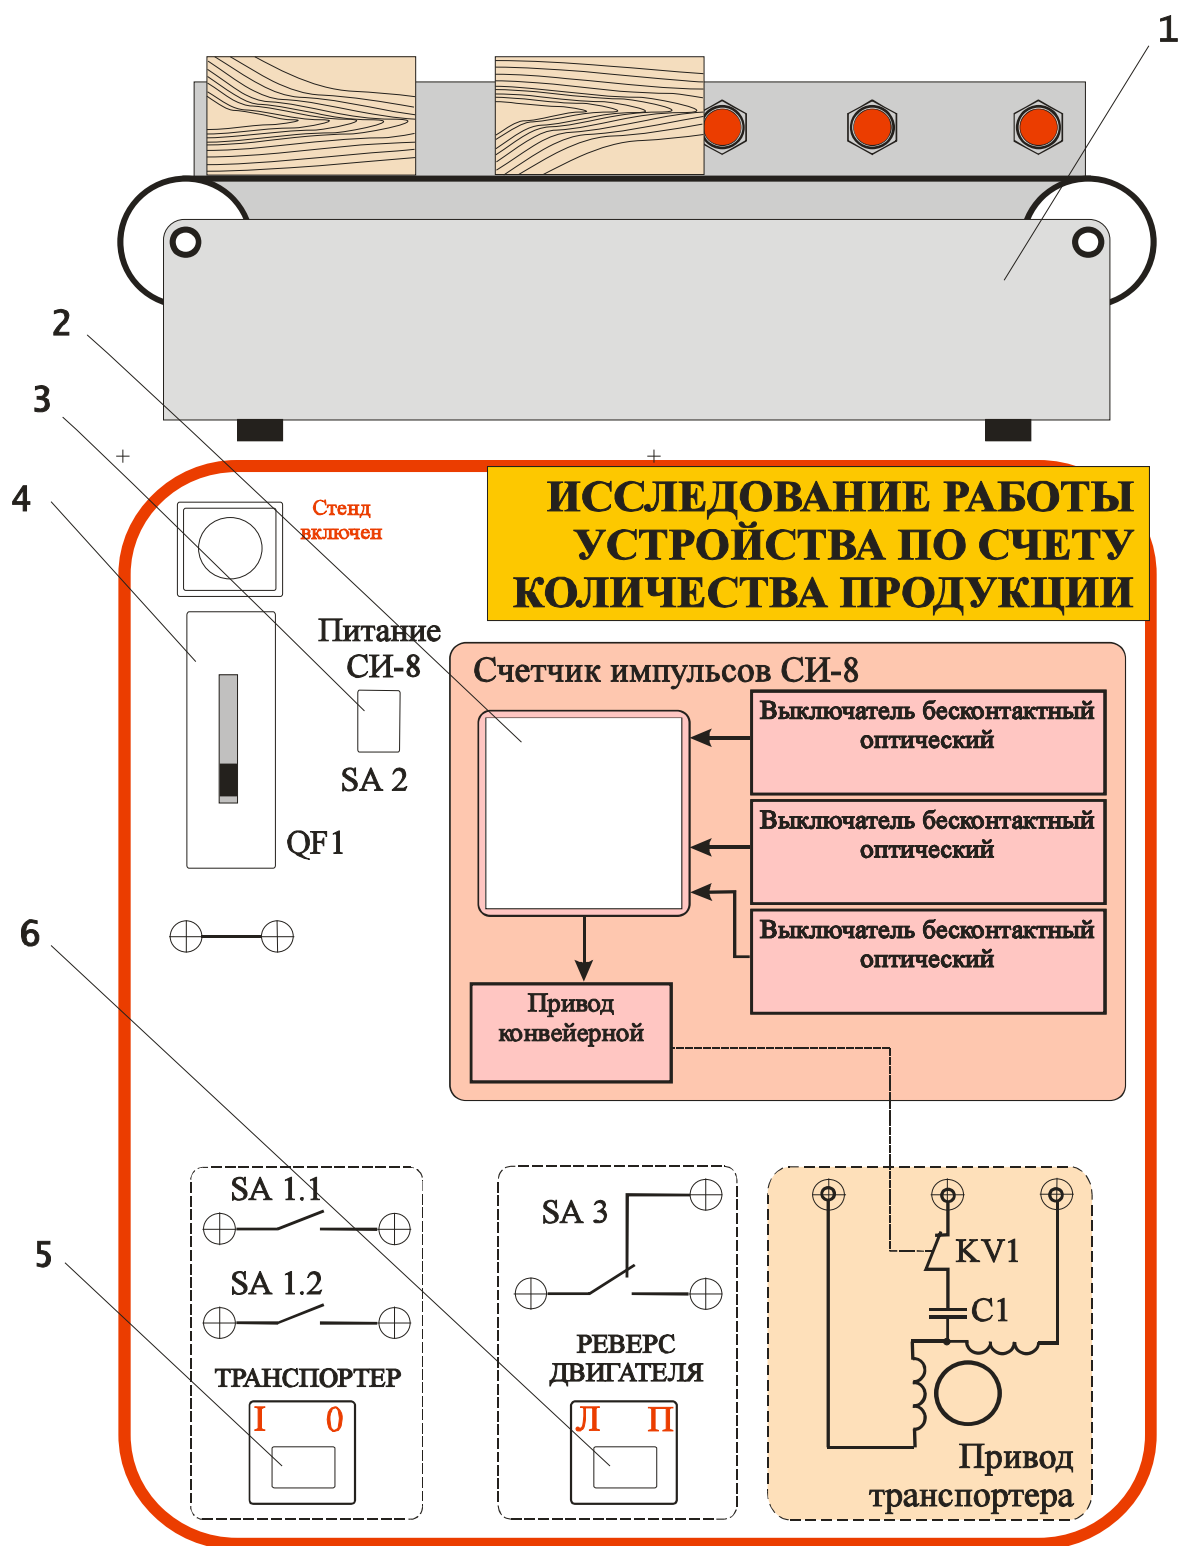 1
2
3
4
Стенд
включен
ИССЛЕДОВАНИЕ РАБОТЫ
УСТРОЙСТВА ПО СЧЕТУ
КОЛИЧЕСТВА ПРОДУКЦИИ
Питание
СИ-8
SA 2
QF1
Счетчик импульсов СИ-8
Выключатель бесконтактный
оптический
Выключатель бесконтактный
оптический
Выключатель бесконтактный
оптический
Привод
конвейерной
6
5
SA 1.1
SA 1.2
ТРАНСПОРТЕР
I 0
SA 3
РЕВЕРС
ДВИГАТЕЛЯ
Л П
KV1
C1
Привод
транспортера